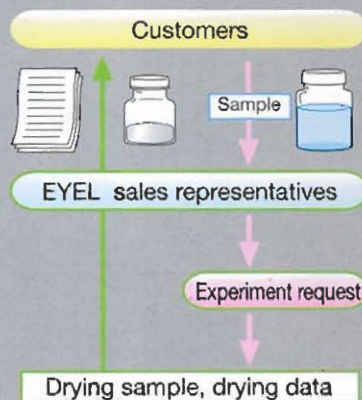 Customers
Sample
EYEL sales representatives
Experiment request
Drying sample, drying data